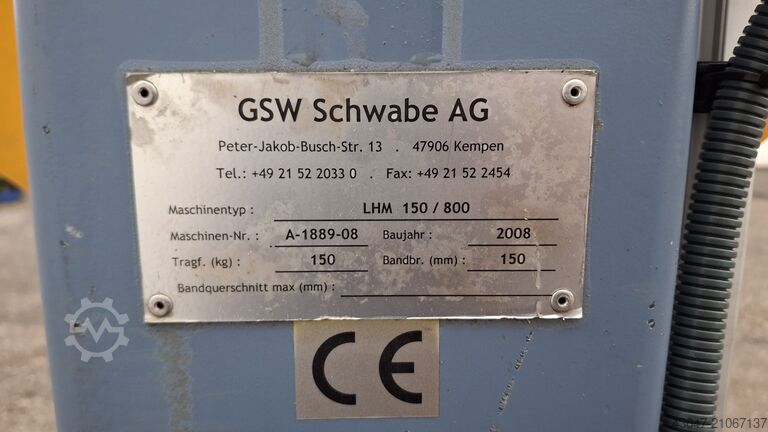 GSW Schwabe AG
Peter-Jakob-Busch-Str. 13 . 47906 Kempen
Tel.: +49 21 52 2033 0 . Fax: +49 21 52 2454
Maschinentyp : LHM 150 / 800
Maschinen-Nr. : A-1889-08 Baujahr : 2008
Tragf. (kg) : 150 Bandbr. (mm) : 150
Bandquerschnitt max (mm) :
CE